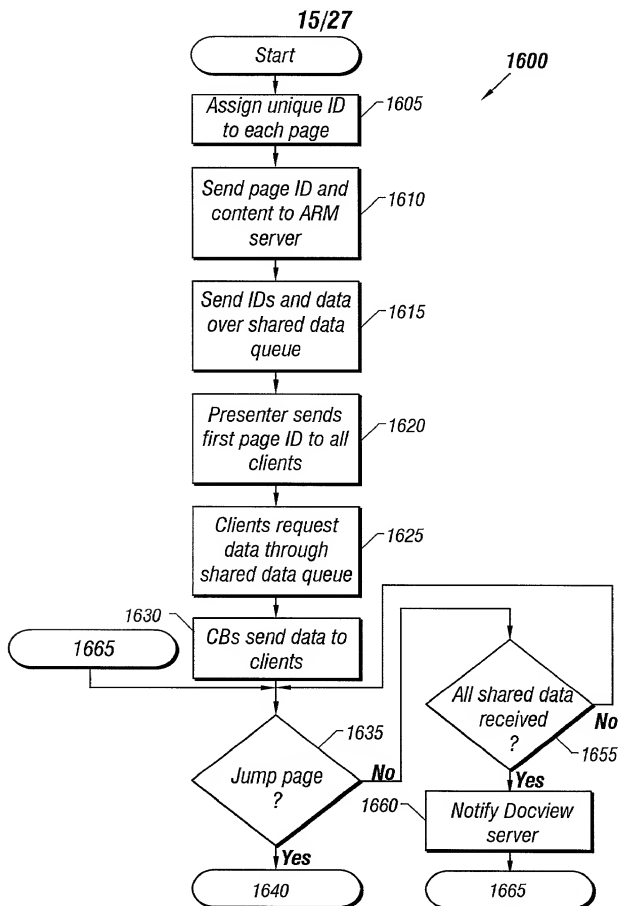 15/27
Start
1600
Assign unique ID
to each page
1605
Send page ID and
content to ARM
server
1610
Send IDs and data
over shared data
queue
1615
Presenter sends
first page ID to all
clients
1620
Clients request
data through
shared data queue
1625
1630
CBs send data to
clients
1665
Jump page
?
1635
No
Yes
1640
All shared data
received
?
No
1655
Yes
1660
Notify Docview
server
1665